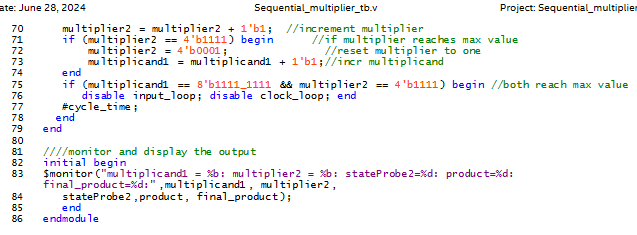 ate: June 28, 2024 Sequential_multiplier_tb.v Project: Sequential_multiplier
70 multiplier2 = multiplier2 + 1'b1; //increment multiplier
71 if (multiplier2 == 4'b1111) begin //if multiplier reaches max value
72 multiplier2 = 4'b0001; //reset multiplier to one
73 multiplicand1 = multiplicand1 + 1'b1;//incr multiplicand
74 end
75 if (multiplicand1 == 8'b1111_1111 && multiplier2 == 4'b1111) begin //both reach max value
76 disable input_loop; disable clock_loop; end
77 #cycle_time;
78 end
79 end
80
81 ////monitor and display the output
82 initial begin
83 $monitor("multiplicand1 = %b: multiplier2 = %b: stateProbe2=%d: product=%d:
final_product=%d:",multiplicand1, multiplier2,
84 stateProbe2,product, final_product);
85 end
86 endmodule